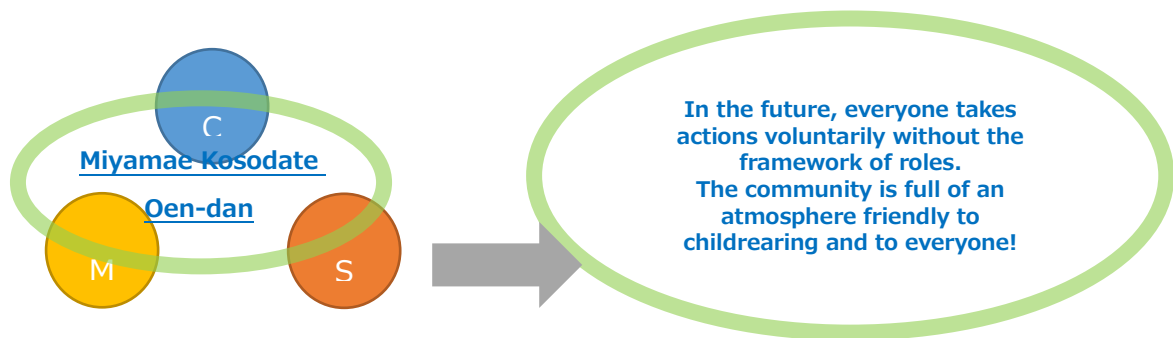 C
Miyamae Kosodate
Oen-dan
M
S
In the future, everyone takes
actions voluntarily without the
framework of roles.
The community is full of an
atmosphere friendly to
childrearing and to everyone!